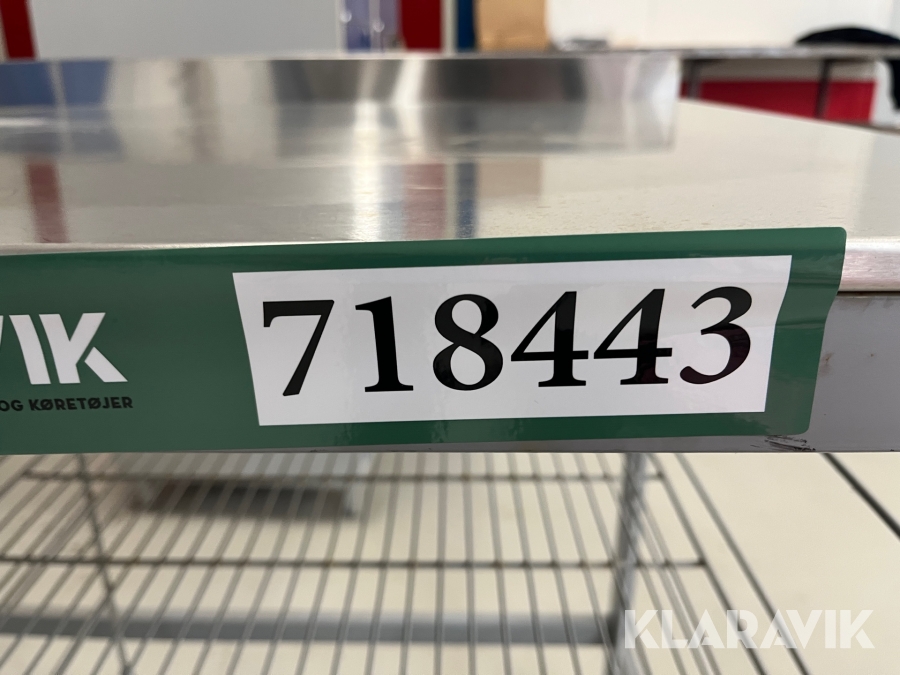 VIK
OG KØRETØJER
718443
KLARAVIK